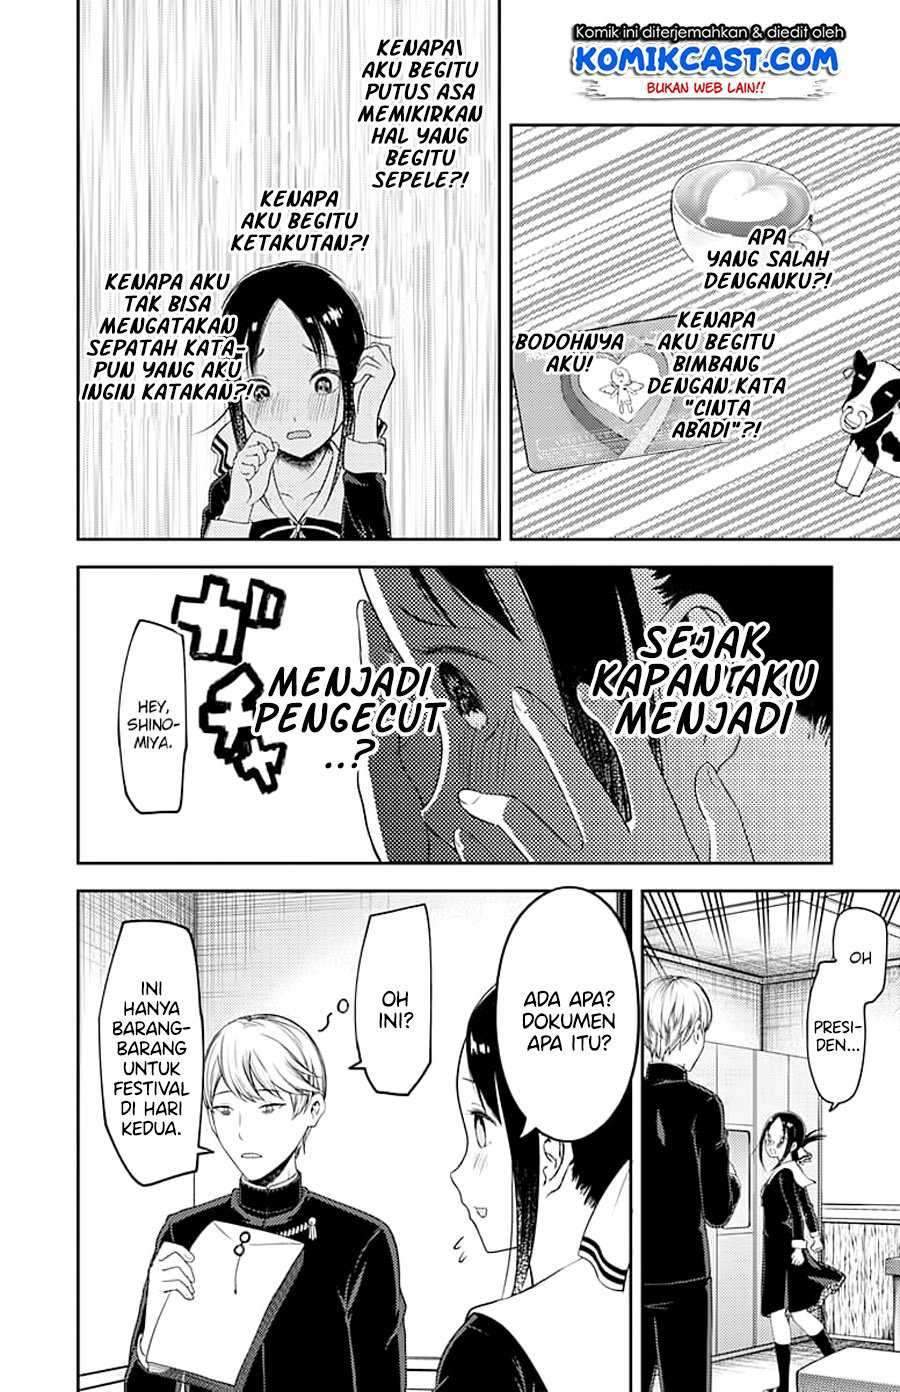 Komik ini diterjemahkan & diedit oleh
KOMIKCAST.COM
BUKAN WEB LAIN!!
APA
YANG SALAH
DENGANKU?!
KENAPA
AKU BEGITU
BIMBANG
DENGAN KATA
"CINTA
ABADI"?!
BODOHNYA
AKU!
KENAPA
AKU BEGITU
PUTUS ASA
MEMIKIRKAN
HAL YANG
BEGITU
SEPELE?!
KENAPA
AKU BEGITU
KETAKUTAN?!
KENAPA AKU
TAK BISA
MENGATAKAN
SEPATAH KATA-
PUN YANG AKU
INGIN KATAKAN?!
SEJAK
KAPAN AKU
MENJADI
MENJADI
PENGECUT
..?
ガチャ
HEY,
SHINO-
MIYA.
OH
PRESI-
DEN...
ADA APA?
DOKUMEN
APA ITU?
OH
INI?
INI
HANYA
BARANG-
BARANG
UNTUK
FESTIVAL
DI HARI
KEDUA.